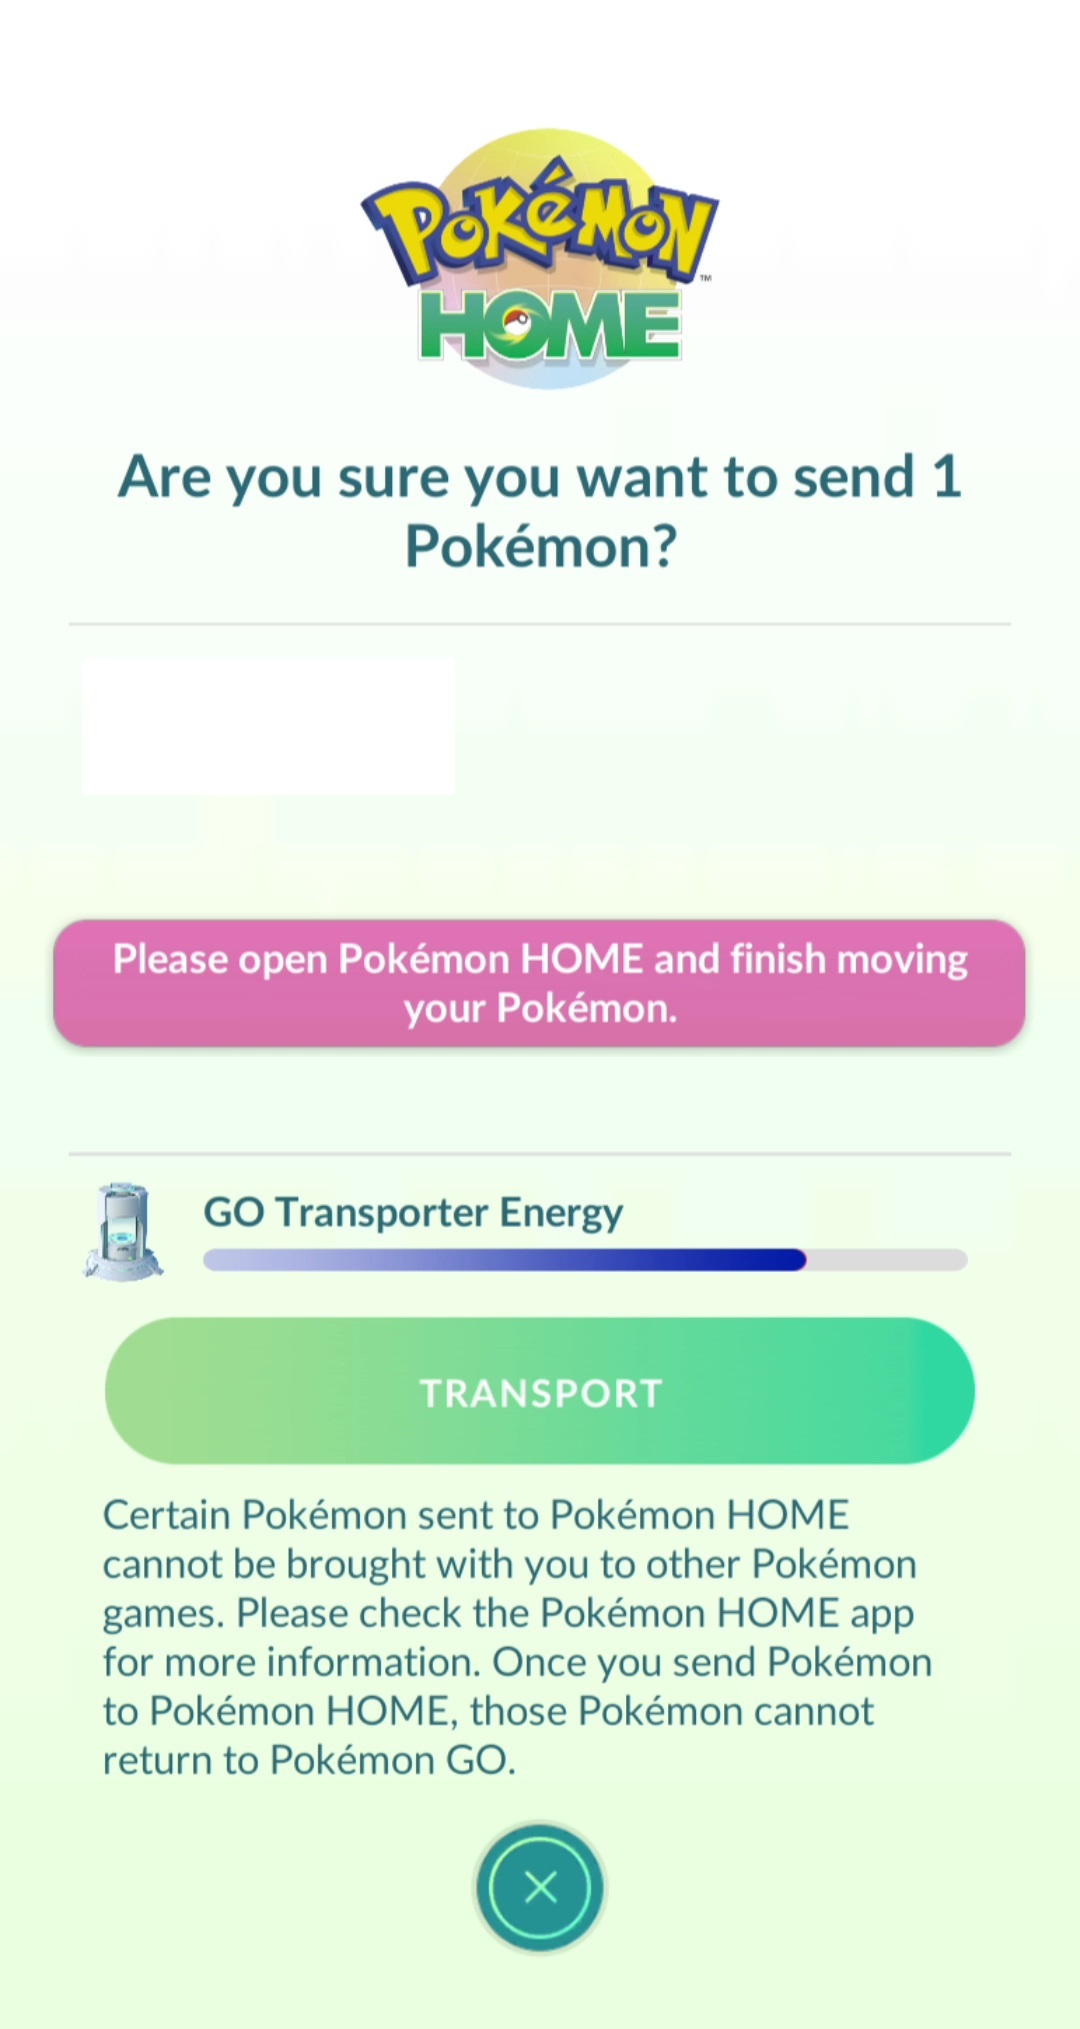 POKéMON
TM
HOME
Are you sure you want to send 1
Pokémon?
Please open Pokémon HOME and finish moving
your Pokémon.
GO Transporter Energy
TRANSPORT
Certain Pokémon sent to Pokémon HOME
cannot be brought with you to other Pokémon
games. Please check the Pokémon HOME app
for more information. Once you send Pokémon
to Pokémon HOME, those Pokémon cannot
return to Pokémon GO.